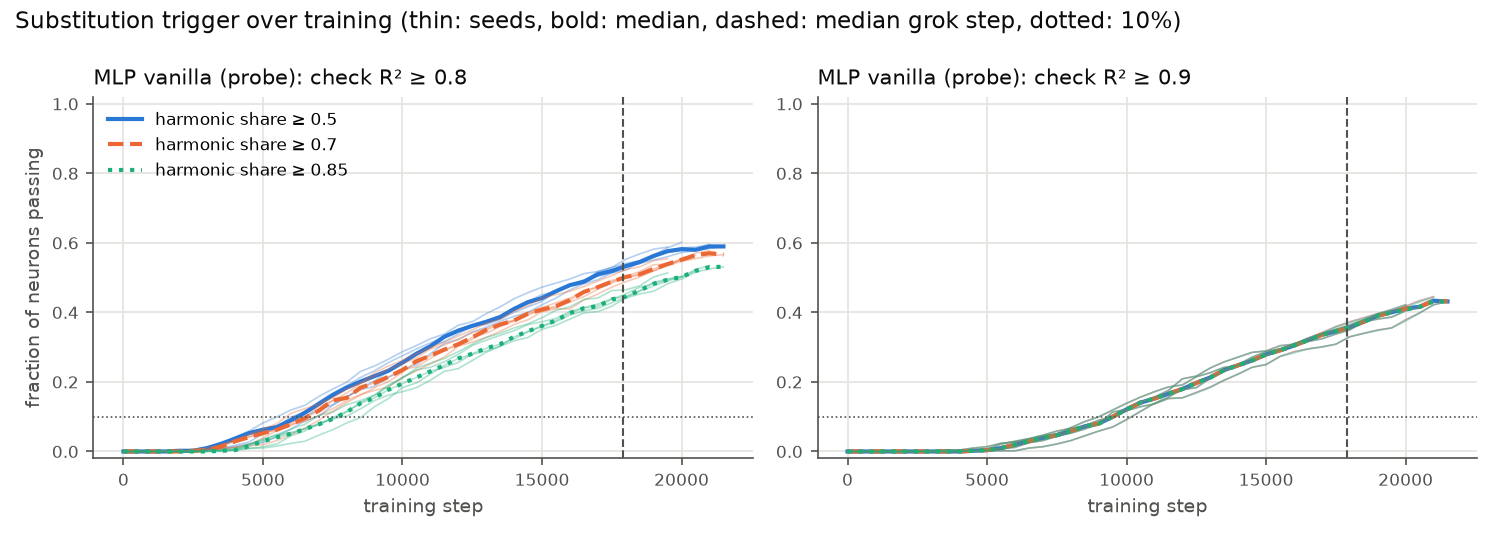 Substitution trigger over training (thin: seeds, bold: median, dashed: median grok step, dotted: 10%)
MLP vanilla (probe): check R² ≥ 0.8
fraction of neurons passing
1.0
0.8
0.6
0.4
0.2
0.0
harmonic share ≥ 0.5
harmonic share ≥ 0.7
harmonic share ≥ 0.85
0 5000 10000 15000 20000
training step
MLP vanilla (probe): check R² ≥ 0.9
1.0
0.8
0.6
0.4
0.2
0.0
0 5000 10000 15000 20000
training step